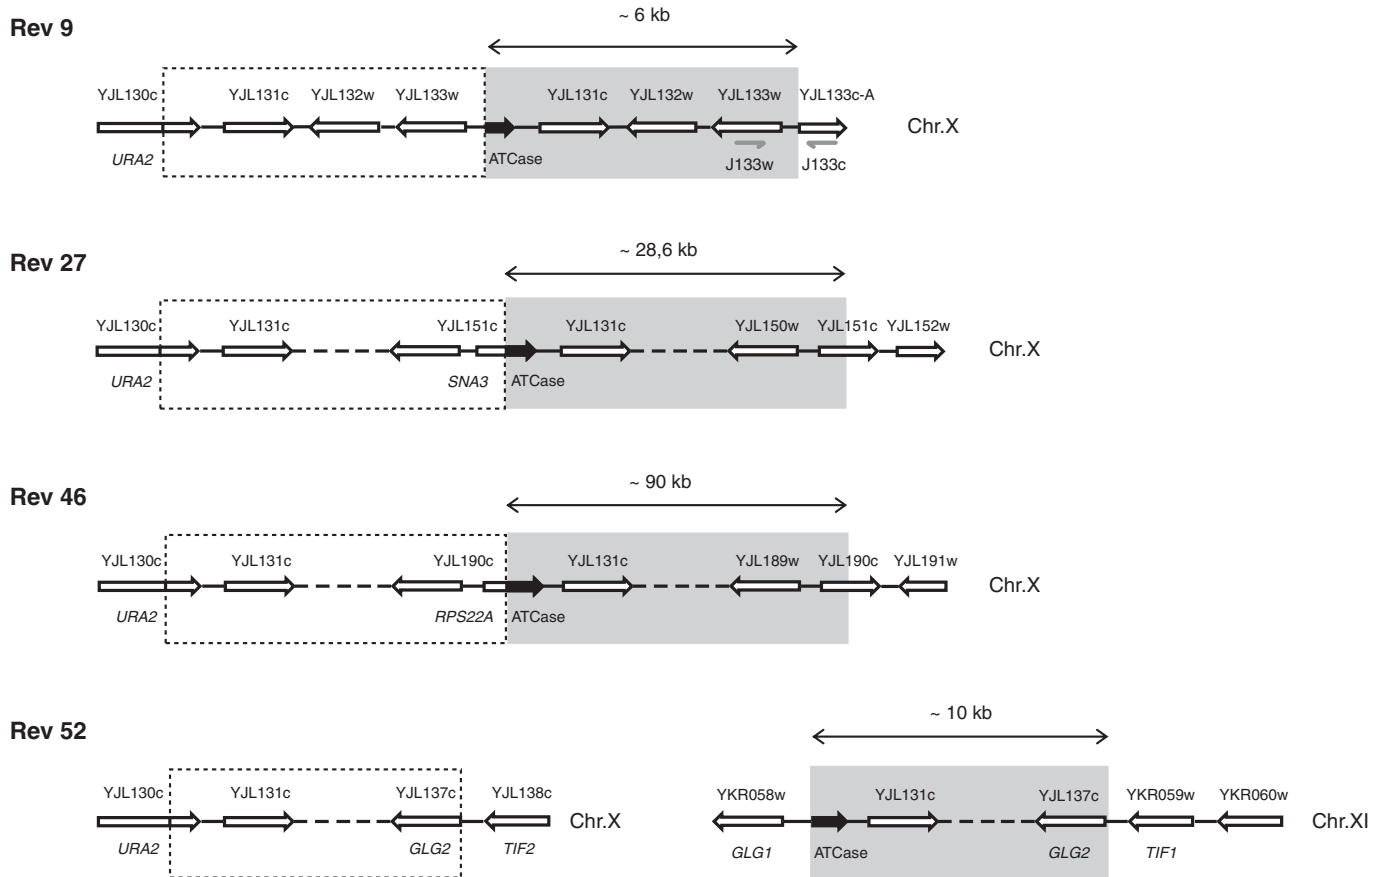 ~ 6 kb
Rev 9
YJL130c YJL131c YJL132w YJL133w YJL131c YJL132w YJL133w YJL133c-A
Chr.X
URA2 ATCase J133w J133c
~ 28,6 kb
Rev 27
YJL130c YJL131c YJL151c YJL131c YJL150w YJL151c YJL152w
Chr.X
URA2 SNA3 ATCase
~ 90 kb
Rev 46
YJL130c YJL131c YJL190c YJL131c YJL189w YJL190c YJL191w
Chr.X
URA2 RPS22A ATCase
~ 10 kb
Rev 52
YJL130c YJL131c YJL137c YJL138c YKR058w YJL131c YJL137c YKR059w YKR060w
Chr.X Chr.XI
URA2 GLG2 TIF2 GLG1 ATCase GLG2 TIF1